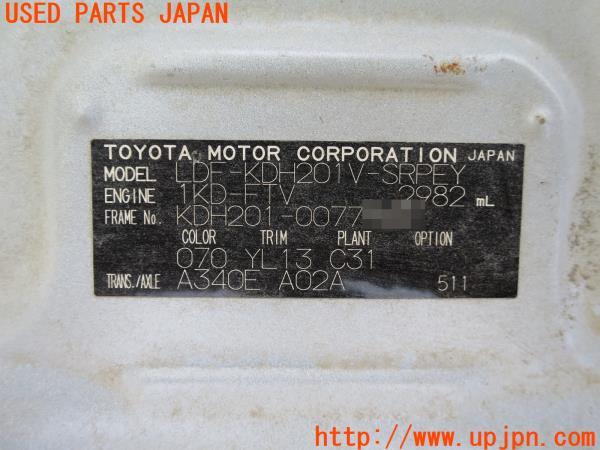 USED PARTS JAPAN
TOYOTA MOTOR CORPORATION JAPAN
MODEL LDF-KDH201V-SRPEY
ENGINE 1KD-FTV 2982 mL
FRAME No. KDH201-0077
COLOR TRIM PLANT OPTION
070 YL13 C31
TRANS./AXLE A340E A02A 511
http://www.upjpn.com/